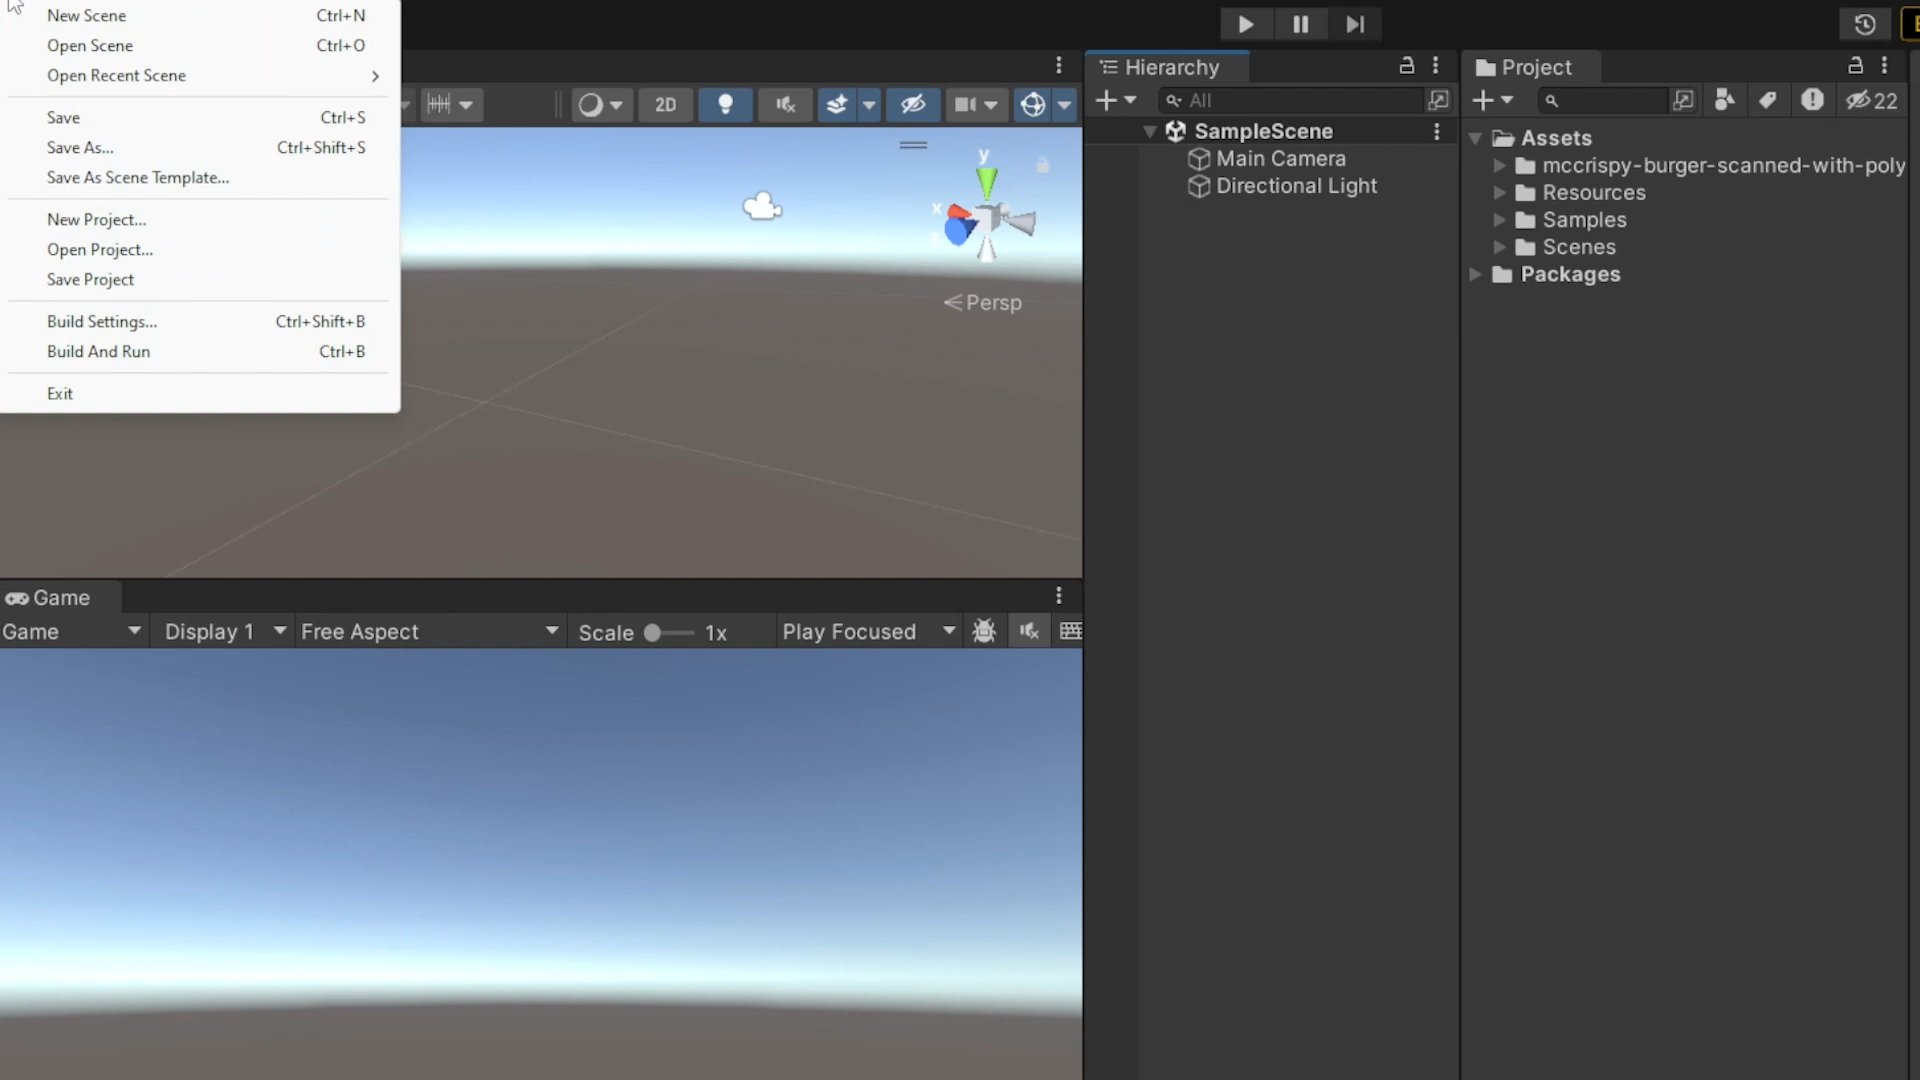 New Scene Ctrl+N
Open Scene Ctrl+O
Open Recent Scene
Save Ctrl+S
Save As... Ctrl+Shift+S
Save As Scene Template...
New Project...
Open Project...
Save Project
Build Settings... Ctrl+Shift+B
Build And Run Ctrl+B
Exit
2D
y
x
Persp
Game
Game Display 1 Free Aspect Scale 1x Play Focused
Hierarchy
All
SampleScene
Main Camera
Directional Light
Project
22
Assets
mccrispy-burger-scanned-with-poly
Resources
Samples
Scenes
Packages